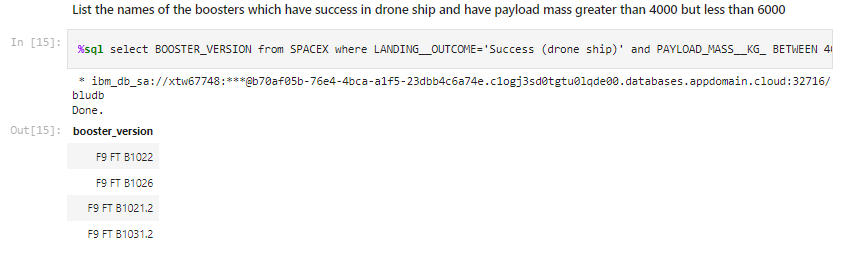 List the names of the boosters which have success in drone ship and have payload mass greater than 4000 but less than 6000
In [15]: %sql select BOOSTER_VERSION from SPACEX where LANDING__OUTCOME='Success (drone ship)' and PAYLOAD_MASS__KG_ BETWEEN
* ibm_db_sa://xtw67748:***@b70af05b-76e4-4bca-a1f5-23dbb4c6a74e.c1ogj3sd0tgtu0lqde00.databases.appdomain.cloud:32716/
bludb
Done.
Out[15]: booster_version
F9 FT B1022
F9 FT B1026
F9 FT B1021.2
F9 FT B1031.2